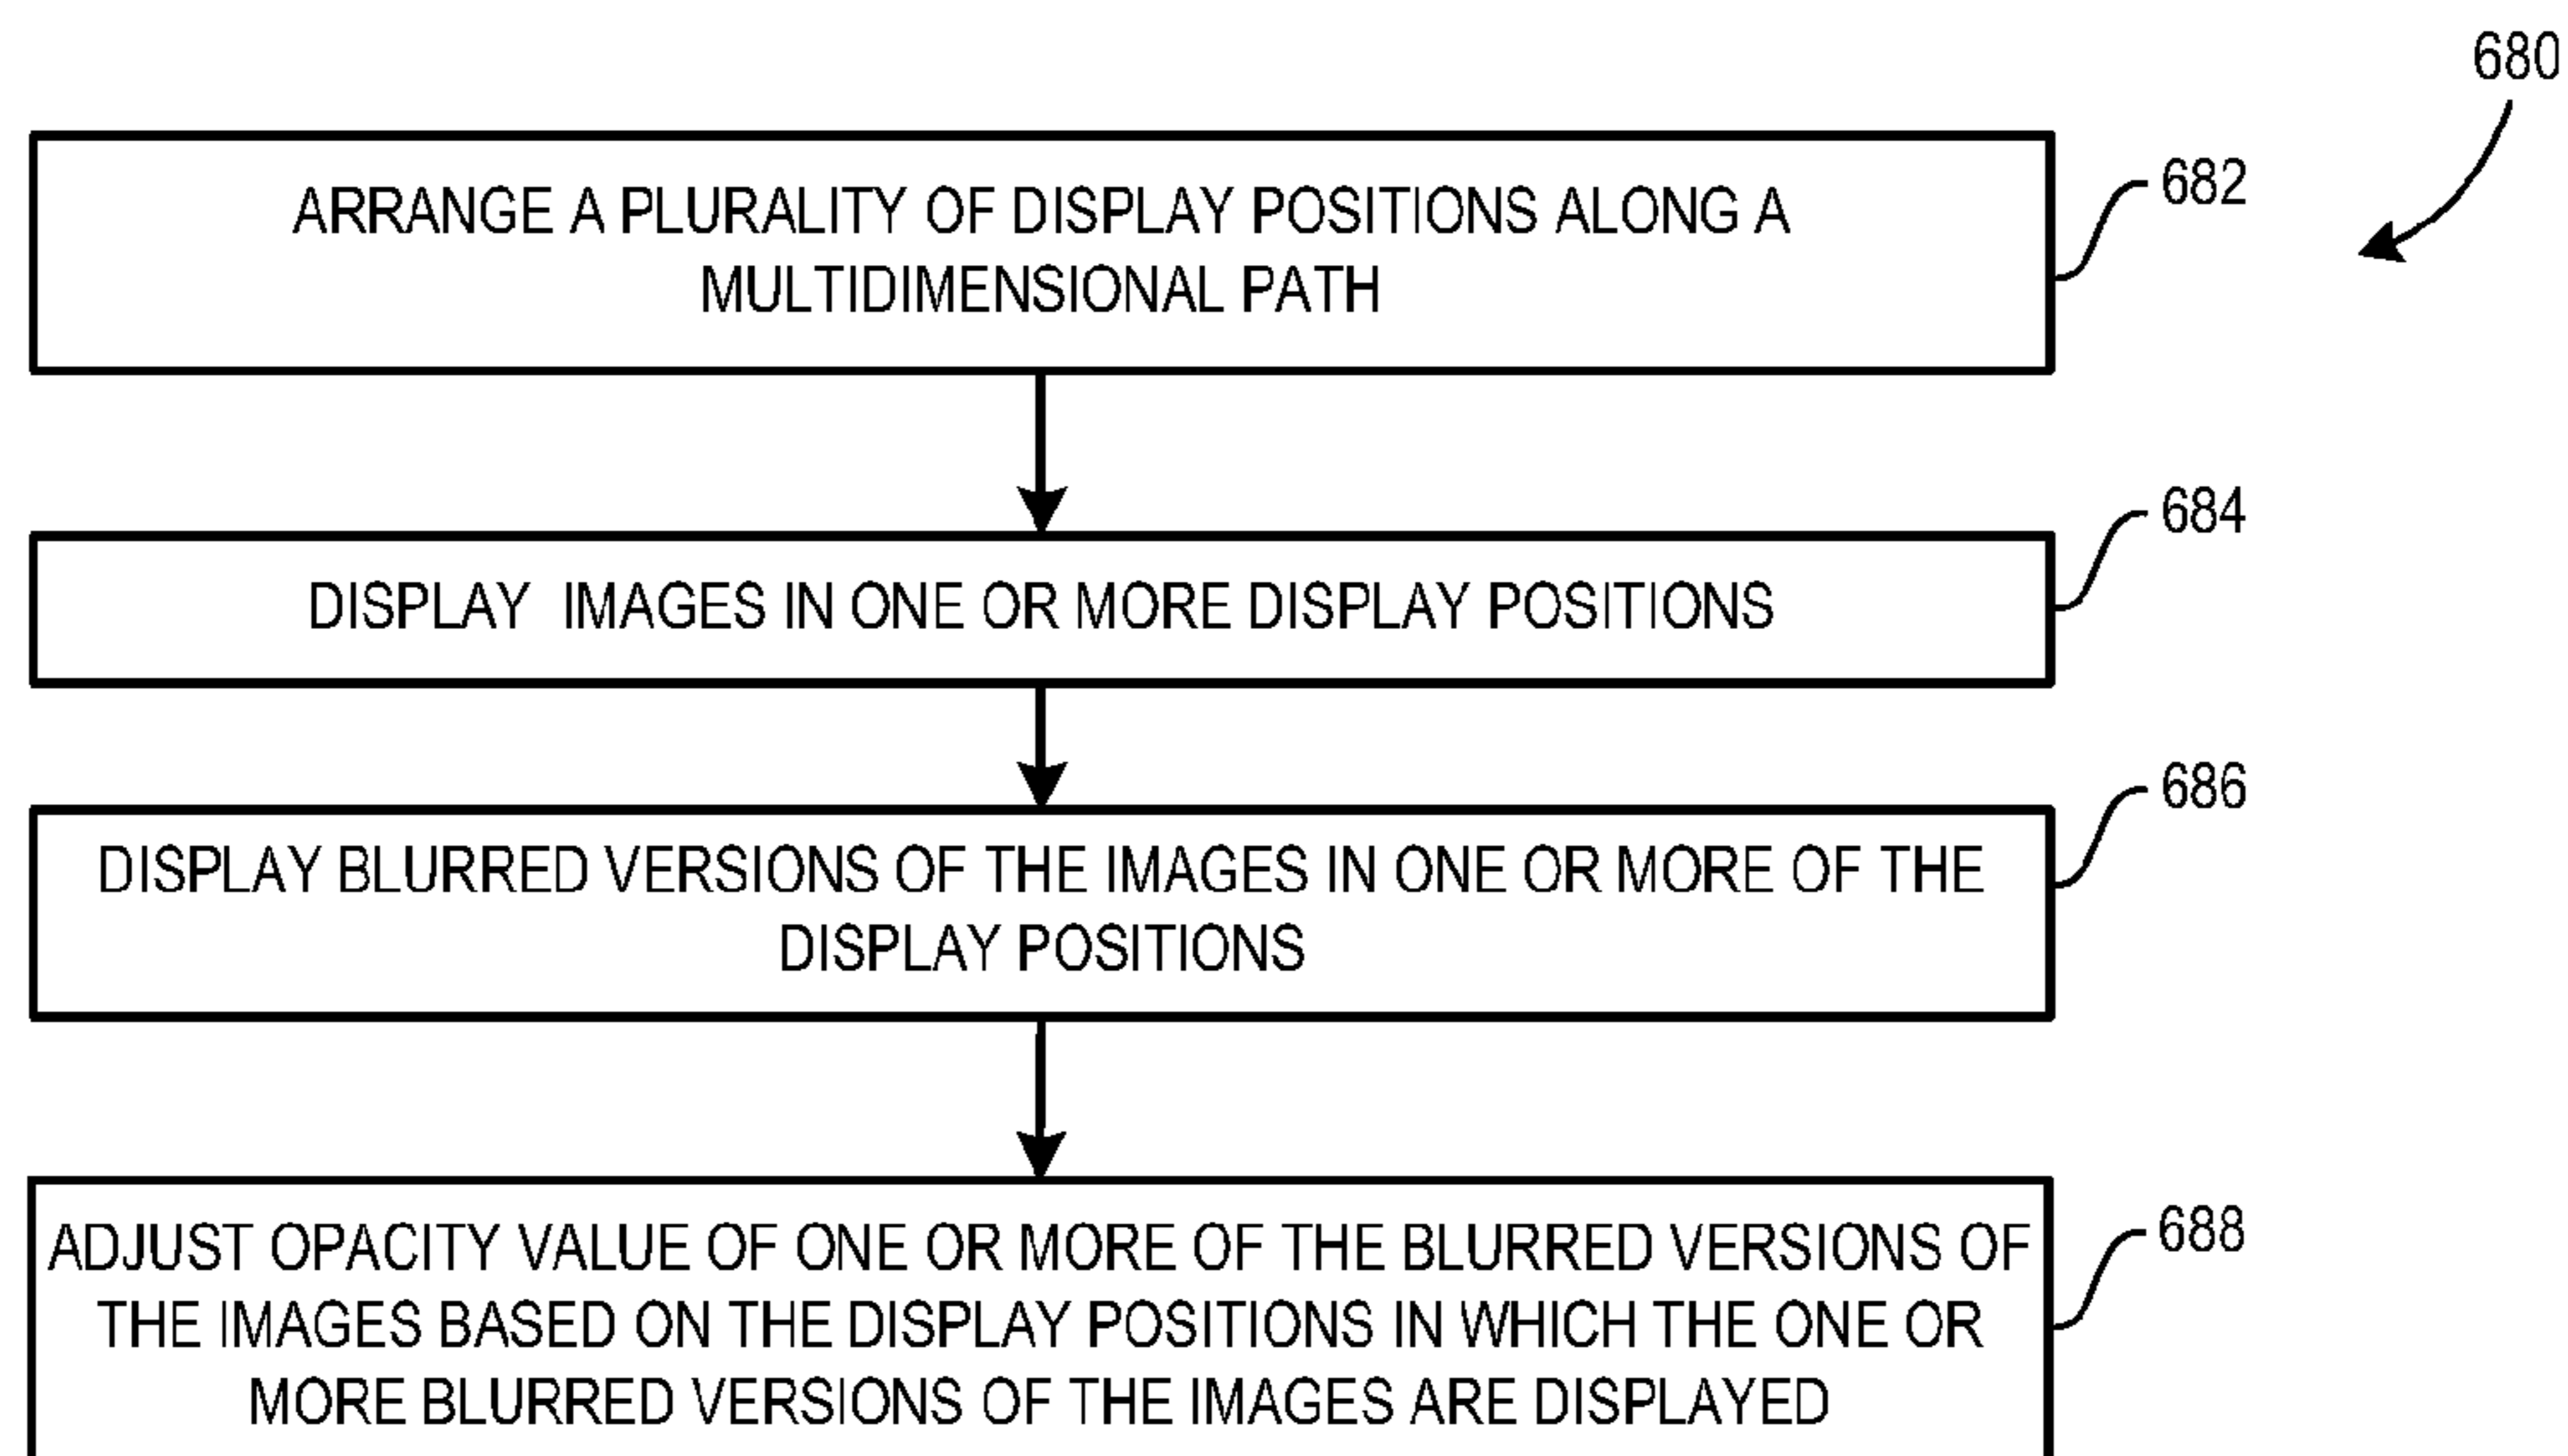 680
ARRANGE A PLURALITY OF DISPLAY POSITIONS ALONG A
MULTIDIMENSIONAL PATH
682
DISPLAY IMAGES IN ONE OR MORE DISPLAY POSITIONS
684
DISPLAY BLURRED VERSIONS OF THE IMAGES IN ONE OR MORE OF THE
DISPLAY POSITIONS
686
ADJUST OPACITY VALUE OF ONE OR MORE OF THE BLURRED VERSIONS OF
THE IMAGES BASED ON THE DISPLAY POSITIONS IN WHICH THE ONE OR
MORE BLURRED VERSIONS OF THE IMAGES ARE DISPLAYED
688